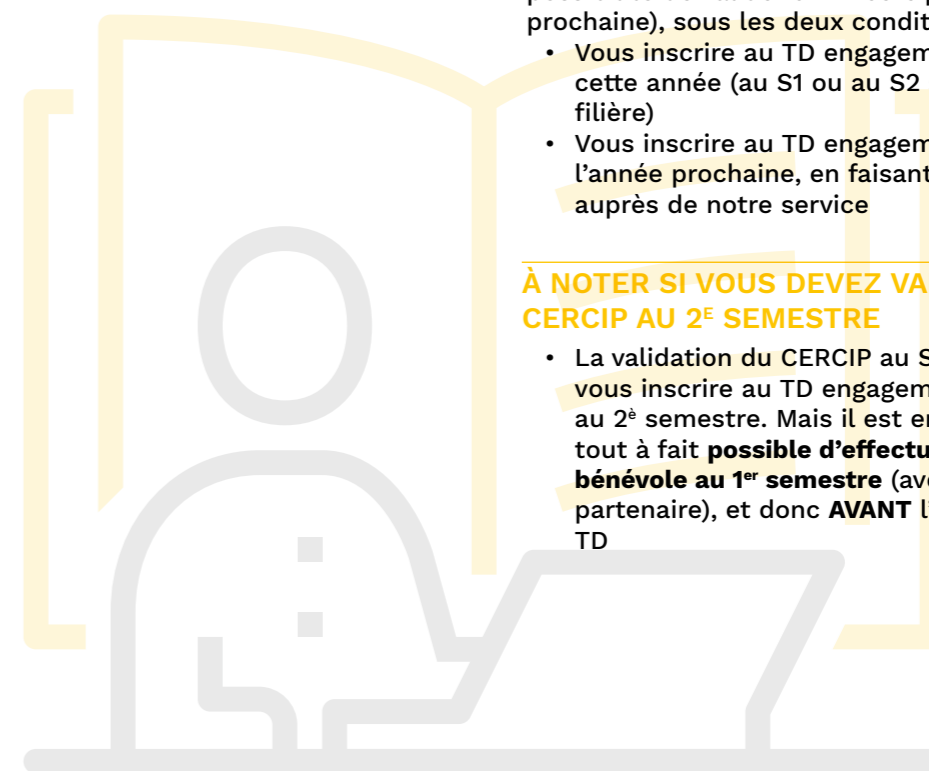 prochaine), sous les deux condit
• Vous inscrire au TD engagem
cette année (au S1 ou au S2
filière)
• Vous inscrire au TD engagem
l’année prochaine, en faisant
auprès de notre service
À NOTER SI VOUS DEVEZ VA
CERCIP AU 2E SEMESTRE
• La validation du CERCIP au S
vous inscrire au TD engagem
au 2è semestre. Mais il est e
tout à fait possible d’effectu
bénévole au 1er semestre (av
partenaire), et donc AVANT l’
TD